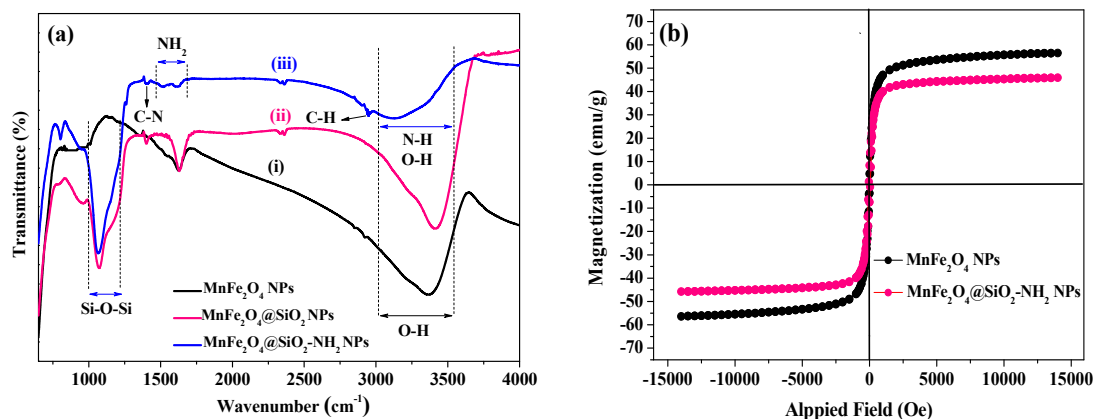 (a)
NH₂
(iii)
C-N
C-H
(ii)
N-H
O-H
(i)
Si-O-Si
O-H
MnFe₂O₄ NPs
MnFe₂O₄@SiO₂ NPs
MnFe₂O₄@SiO₂-NH₂ NPs
Transmittance (%)
1000 1500 2000 2500 3000 3500 4000
Wavenumber (cm⁻¹)
(b)
70
60
50
40
30
20
10
0
-10
-20
-30
-40
-50
-60
-70
Magnetization (emu/g)
MnFe₂O₄ NPs
MnFe₂O₄@SiO₂-NH₂ NPs
-15000 -10000 -5000 0 5000 10000 15000
Alppied Field (Oe)